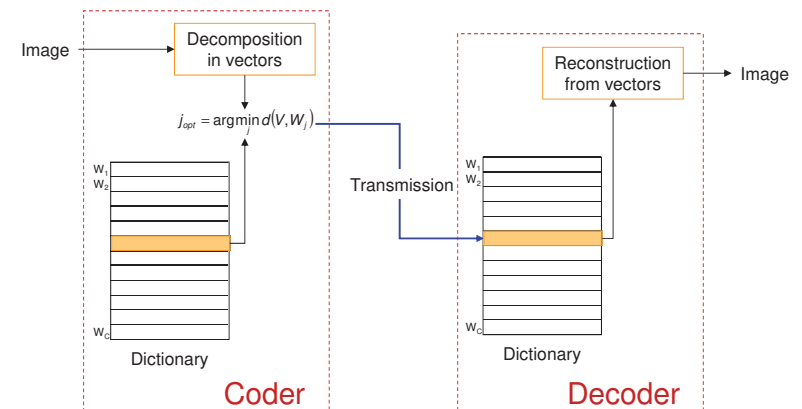 Image
Decomposition
in vectors
j_opt = argmin_j d(V,W_j)
W_1
W_2
W_C
Dictionary
Coder
Transmission
Reconstruction
from vectors
Image
W_1
W_2
W_C
Dictionary
Decoder